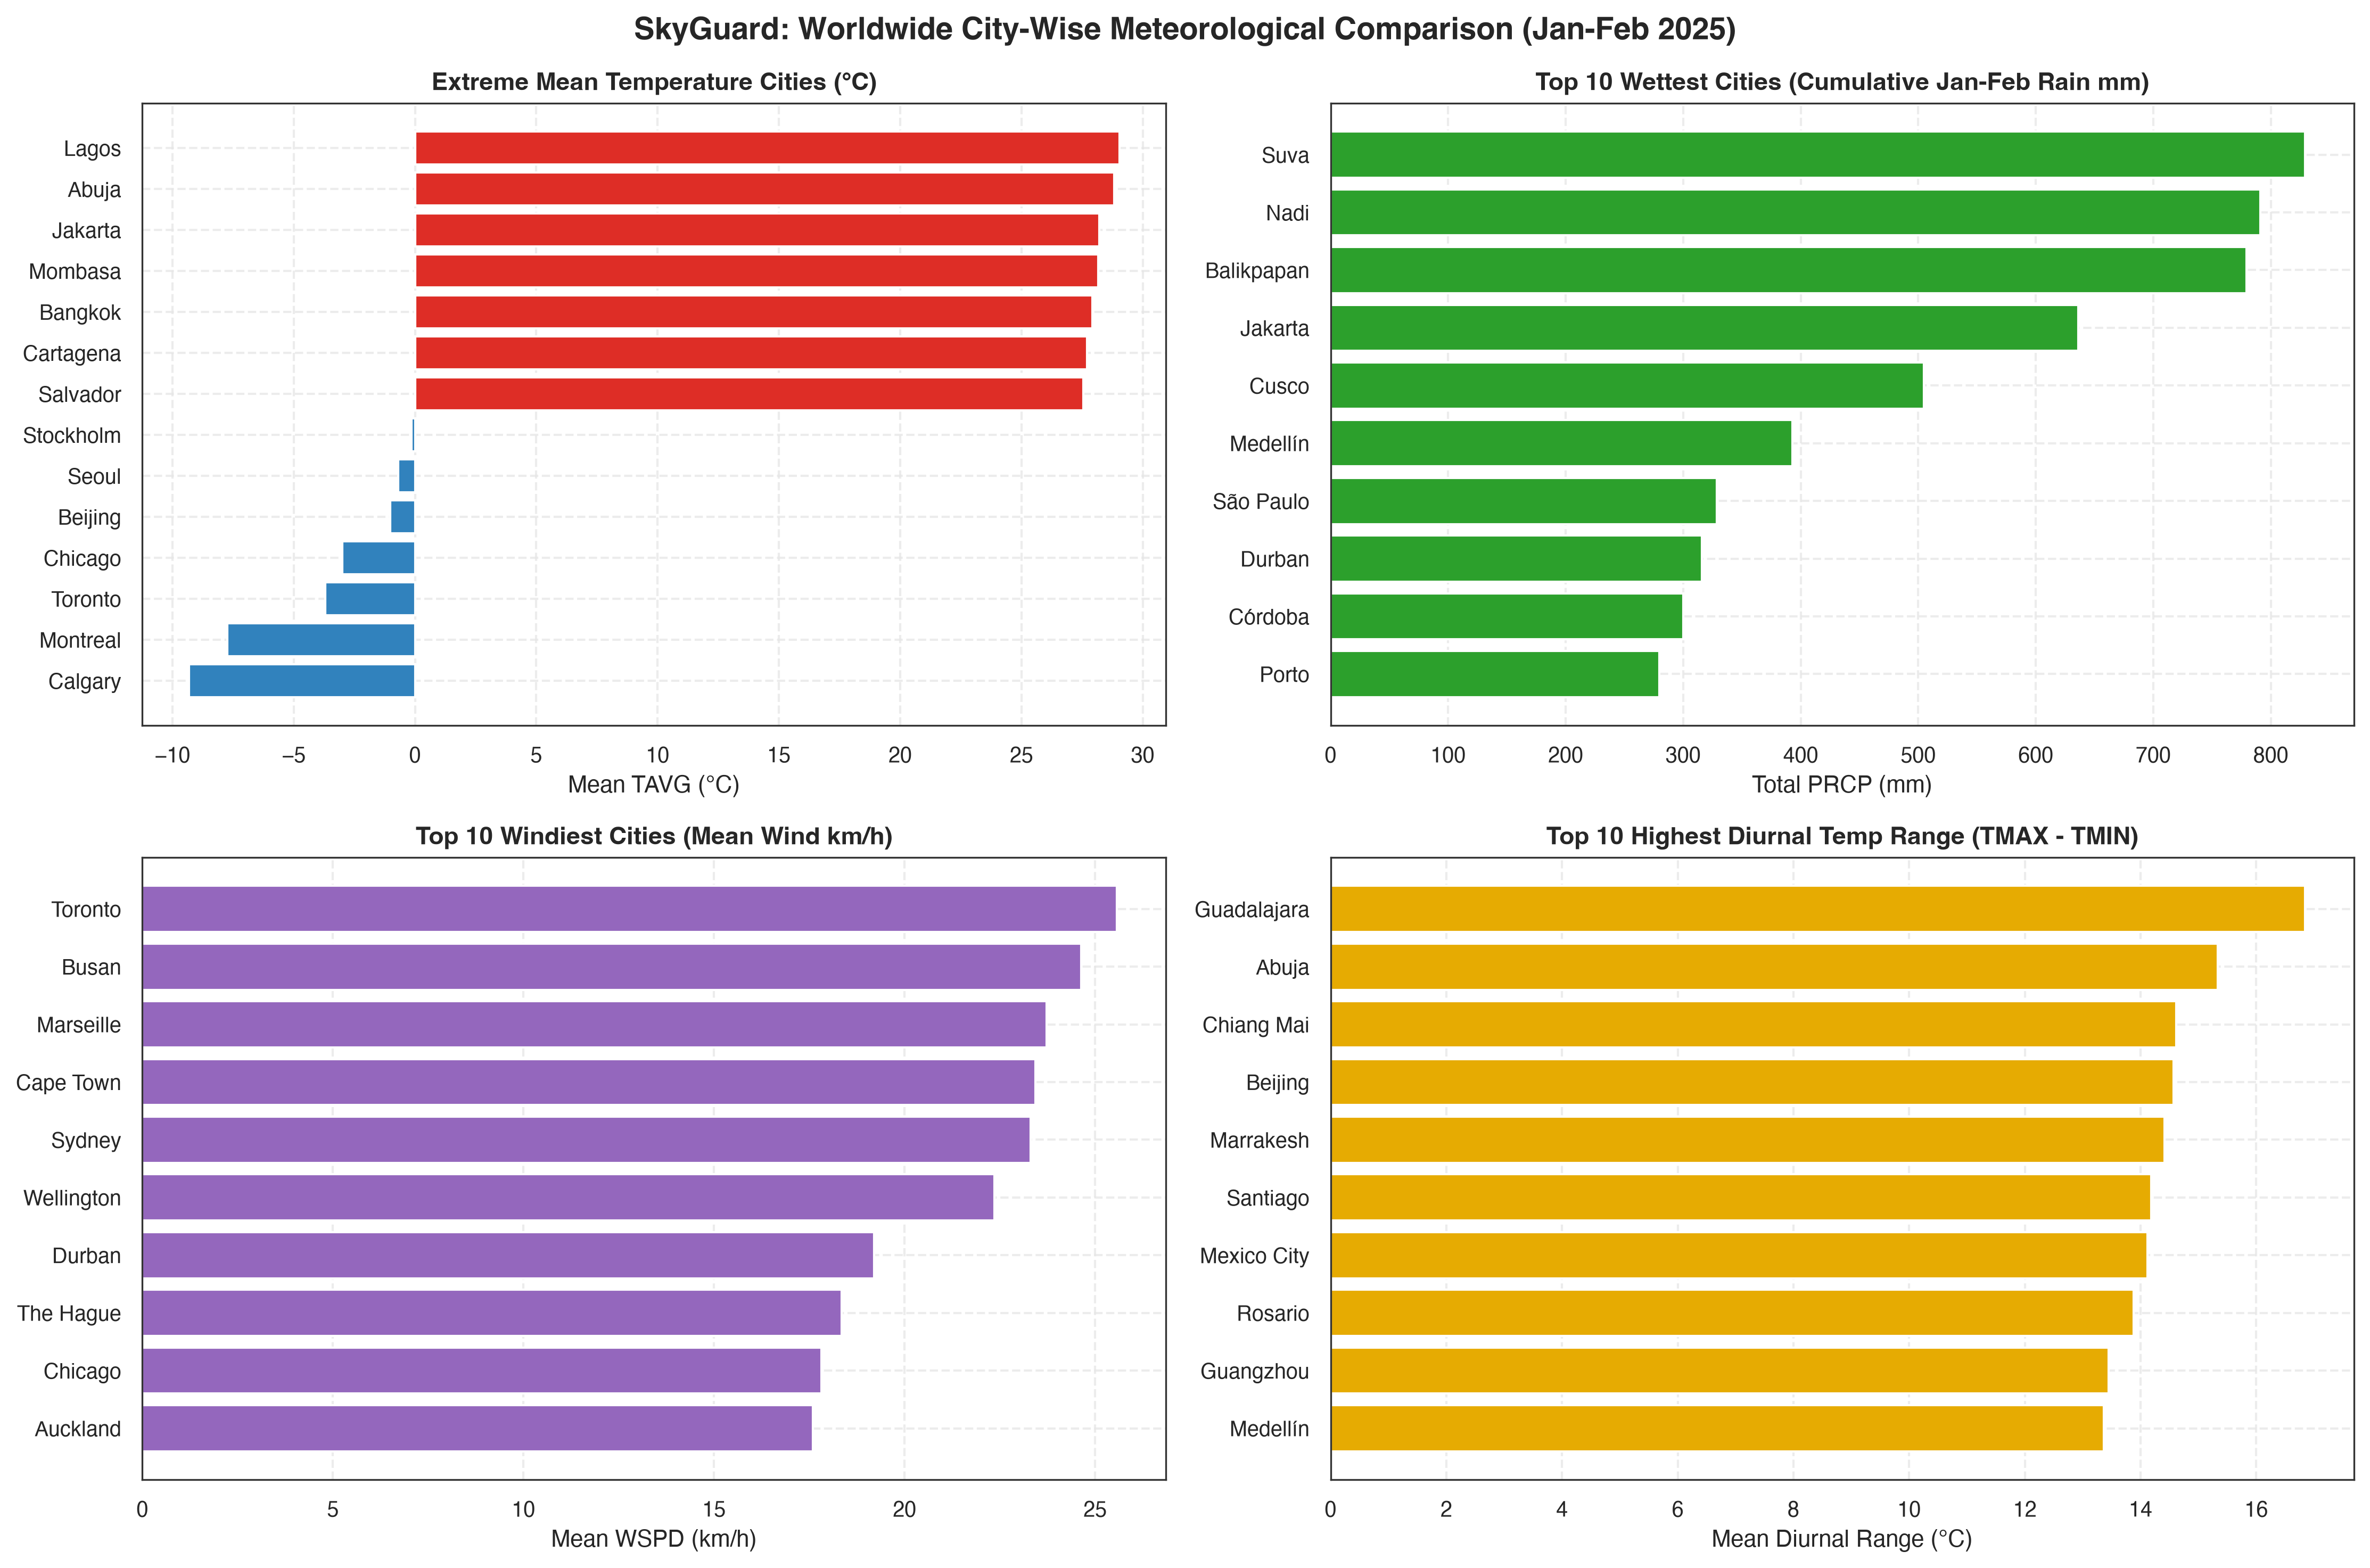 SkyGuard: Worldwide City-Wise Meteorological Comparison (Jan-Feb 2025)
Extreme Mean Temperature Cities (°C)
Lagos
Abuja
Jakarta
Mombasa
Bangkok
Cartagena
Salvador
Stockholm
Seoul
Beijing
Chicago
Toronto
Montreal
Calgary
−10 −5 0 5 10 15 20 25 30
Mean TAVG (°C)
Top 10 Wettest Cities (Cumulative Jan-Feb Rain mm)
Suva
Nadi
Balikpapan
Jakarta
Cusco
Medellín
São Paulo
Durban
Córdoba
Porto
0 100 200 300 400 500 600 700 800
Total PRCP (mm)
Top 10 Windiest Cities (Mean Wind km/h)
Toronto
Busan
Marseille
Cape Town
Sydney
Wellington
Durban
The Hague
Chicago
Auckland
0 5 10 15 20 25
Mean WSPD (km/h)
Top 10 Highest Diurnal Temp Range (TMAX - TMIN)
Guadalajara
Abuja
Chiang Mai
Beijing
Marrakesh
Santiago
Mexico City
Rosario
Guangzhou
Medellín
0 2 4 6 8 10 12 14 16
Mean Diurnal Range (°C)